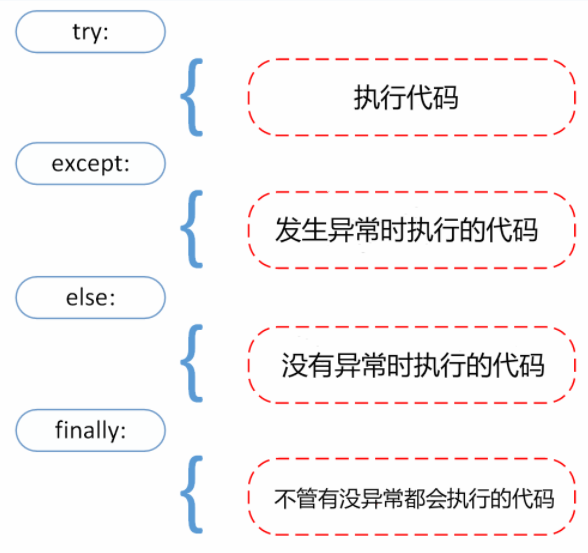 try:
执行代码
except:
发生异常时执行的代码
else:
没有异常时执行的代码
finally:
不管有没异常都会执行的代码